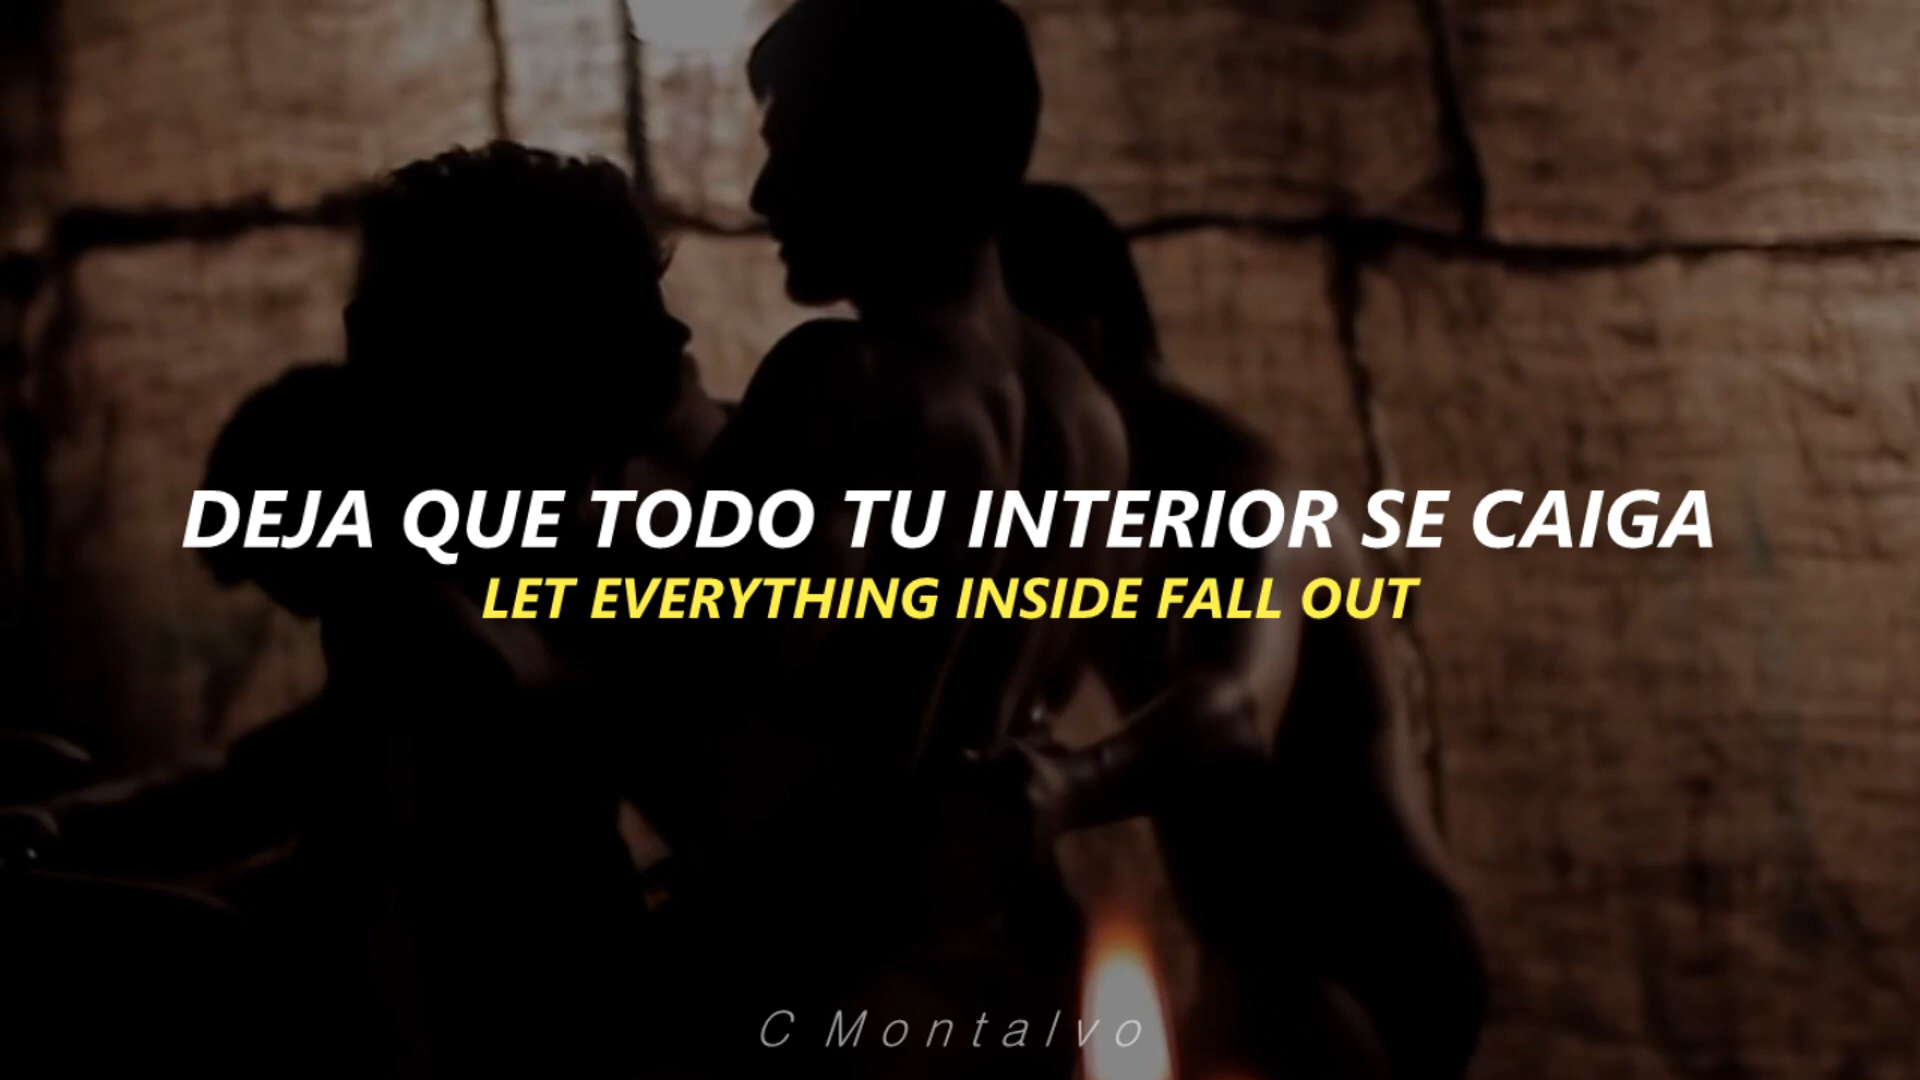 DEJA QUE TODO TU INTERIOR SE CAIGA
LET EVERYTHING INSIDE FALL OUT
C Montalvo